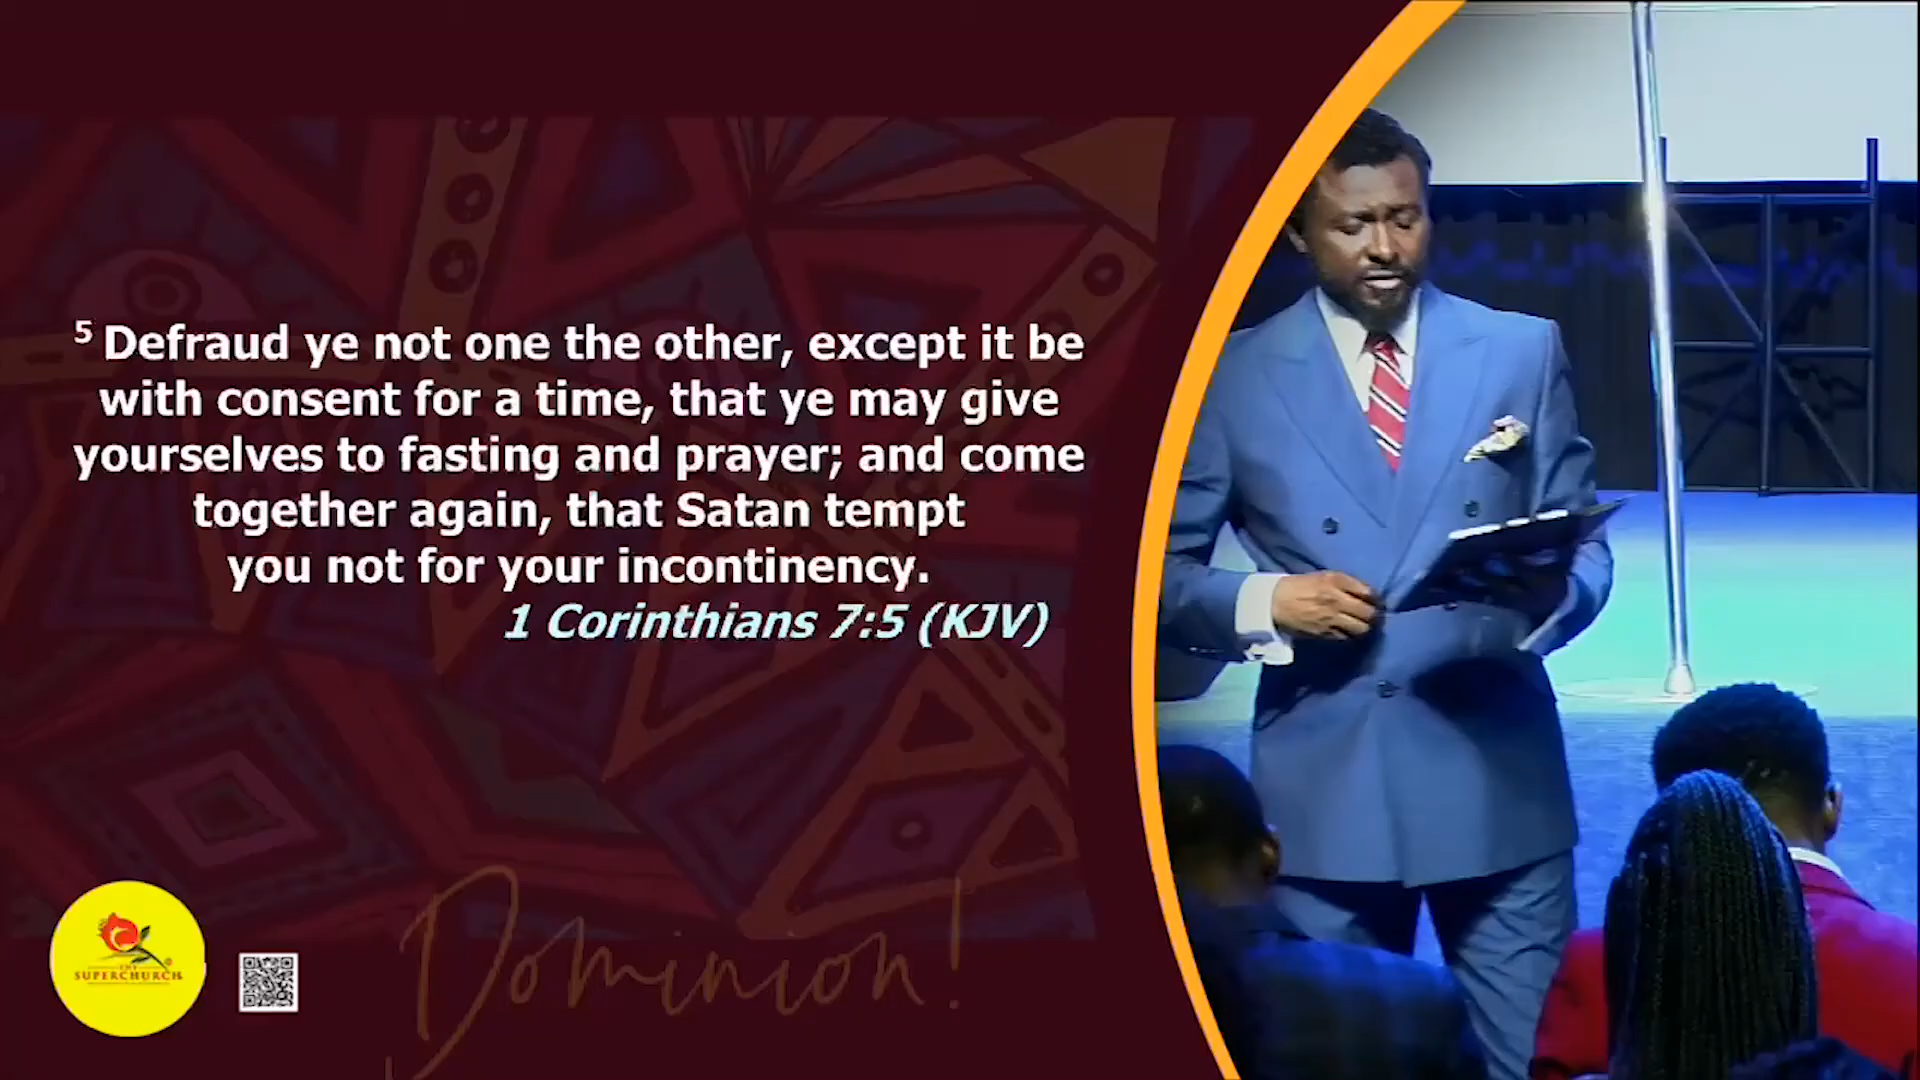 5 Defraud ye not one the other, except it be
with consent for a time, that ye may give
yourselves to fasting and prayer; and come
together again, that Satan tempt
you not for your incontinency.
1 Corinthians 7:5 (KJV)
THE
SUPERCHURCH
Dominion!